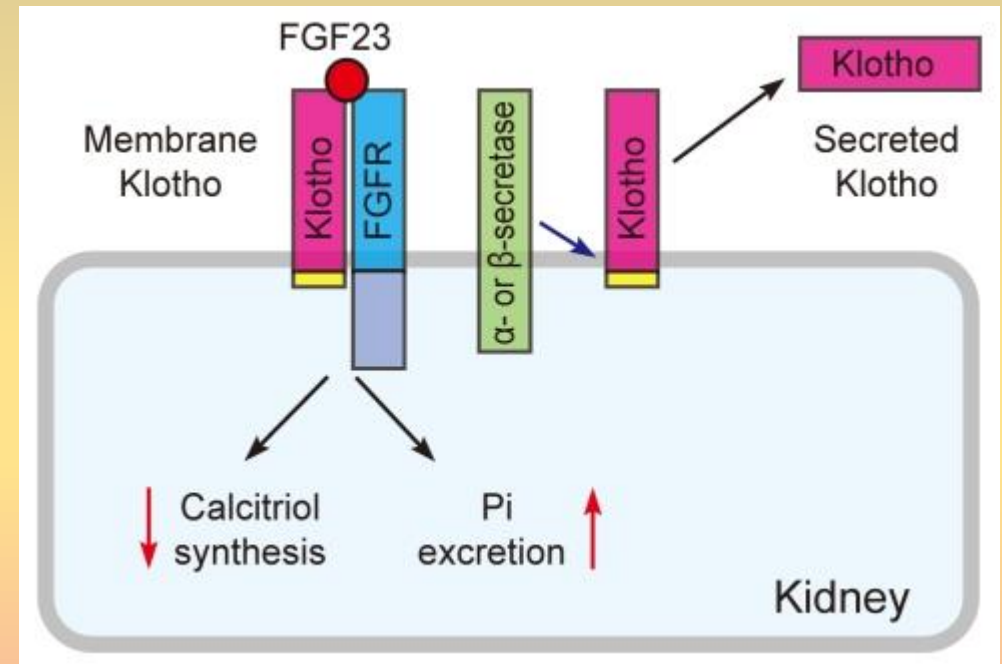 FGF23
Membrane
Klotho
Klotho
FGFR
α- or β-secretase
Klotho
Klotho
Secreted
Klotho
Calcitriol
synthesis
Pi
excretion
Kidney